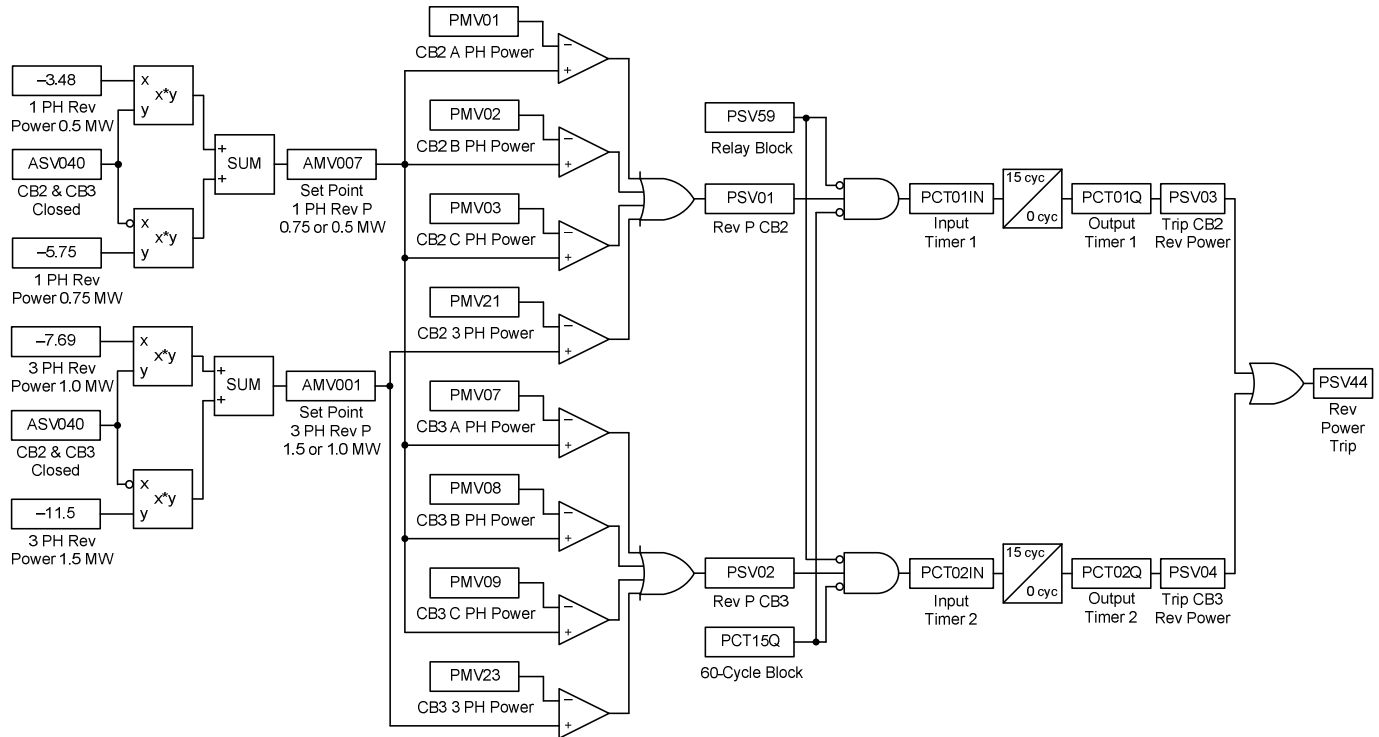 –3.48
1 PH Rev
Power 0.5 MW
x
y
x*y
ASV040
CB2 & CB3
Closed
x
y
x*y
–5.75
1 PH Rev
Power 0.75 MW
+
+
SUM
AMV007
Set Point
1 PH Rev P
0.75 or 0.5 MW
–7.69
3 PH Rev
Power 1.0 MW
x
y
x*y
ASV040
CB2 & CB3
Closed
x
y
x*y
–11.5
3 PH Rev
Power 1.5 MW
+
+
SUM
AMV001
Set Point
3 PH Rev P
1.5 or 1.0 MW
PMV01
CB2 A PH Power
–
+
PMV02
CB2 B PH Power
–
+
PMV03
CB2 C PH Power
–
+
PMV21
CB2 3 PH Power
–
+
PMV07
CB3 A PH Power
–
+
PMV08
CB3 B PH Power
–
+
PMV09
CB3 C PH Power
–
+
PMV23
CB3 3 PH Power
–
+
PSV59
Relay Block
PSV01
Rev P CB2
PSV02
Rev P CB3
PCT15Q
60-Cycle Block
PCT01IN
Input
Timer 1
15 cyc
0 cyc
PCT01Q
Output
Timer 1
PSV03
Trip CB2
Rev Power
PCT02IN
Input
Timer 2
15 cyc
0 cyc
PCT02Q
Output
Timer 2
PSV04
Trip CB3
Rev Power
PSV44
Rev
Power
Trip